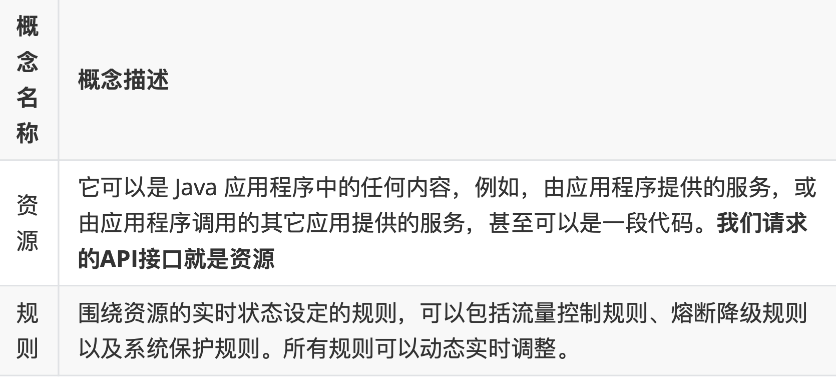 概念名称
概念描述
资源
它可以是 Java 应用程序中的任何内容，例如，由应用程序提供的服务，或
由应用程序调用的其它应用提供的服务，甚至可以是一段代码。我们请求
的API接口就是资源
规则
围绕资源的实时状态设定的规则，可以包括流量控制规则、熔断降级规则
以及系统保护规则。所有规则可以动态实时调整。